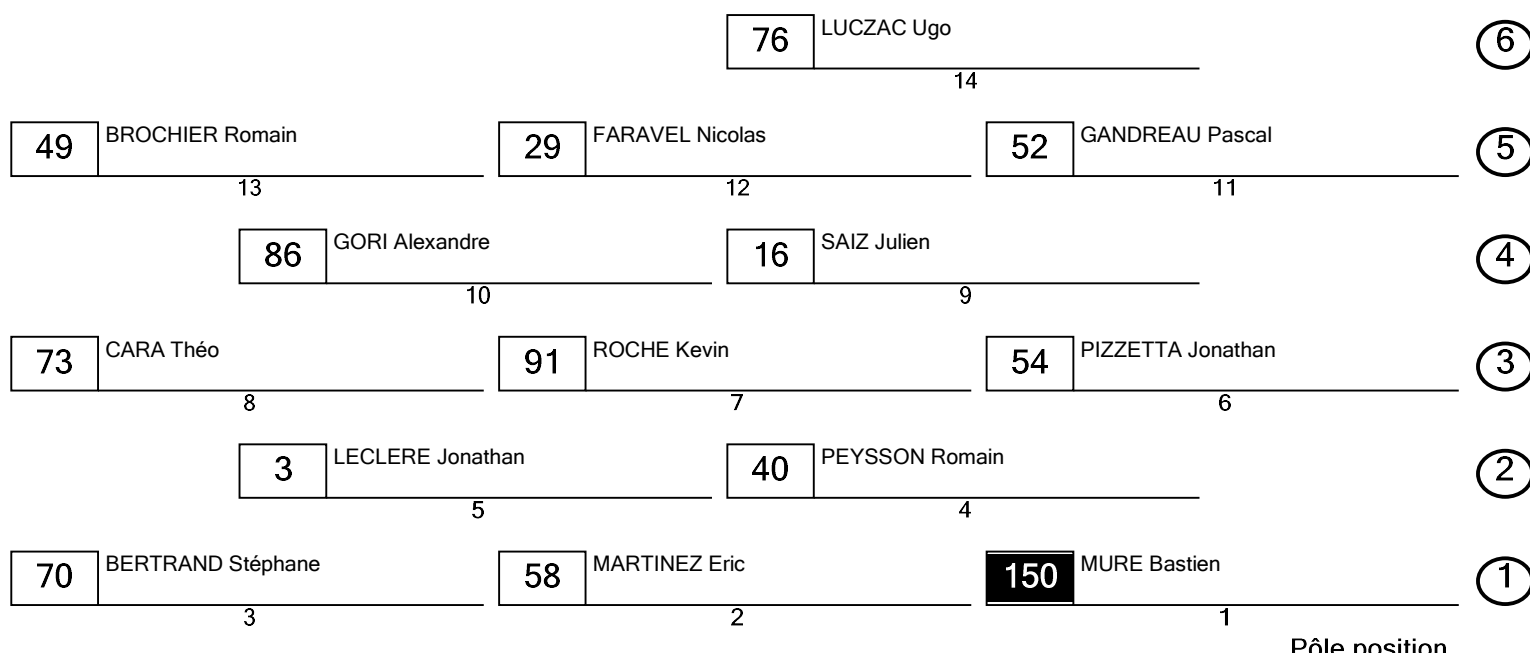 76 LUCZAC Ugo 6
14
49 BROCHIER Romain 29 FARAVEL Nicolas 52 GANDREAU Pascal 5
13 12 11
86 GORI Alexandre 16 SAIZ Julien 4
10 9
73 CARA Théo 91 ROCHE Kevin 54 PIZZETTA Jonathan 3
8 7 6
3 LECLERE Jonathan 40 PEYSSON Romain 2
5 4
70 BERTRAND Stéphane 58 MARTINEZ Eric 150 MURE Bastien 1
3 2 1
Pôle position